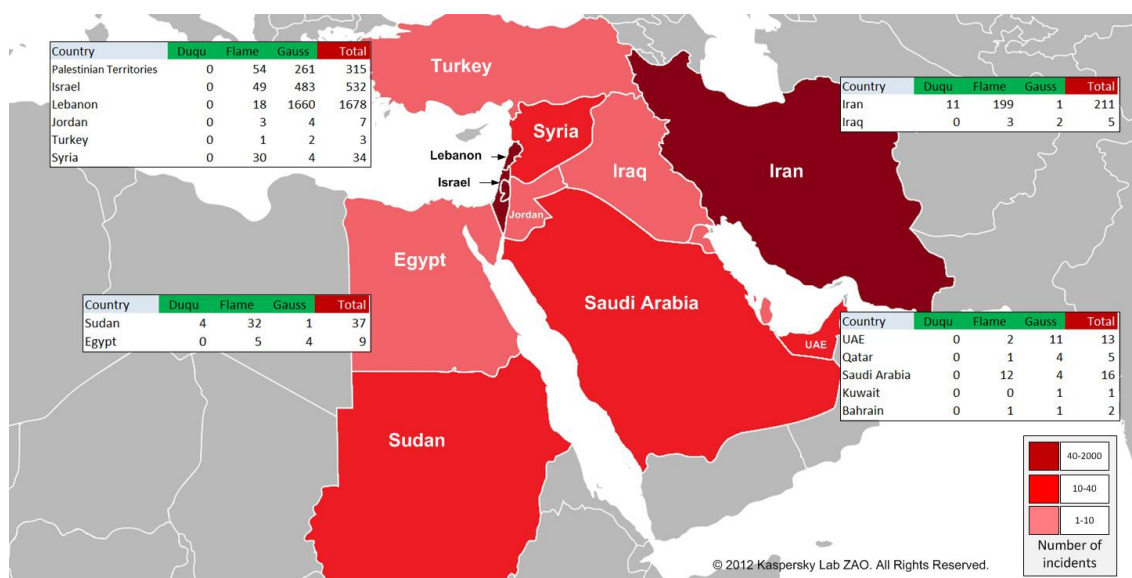 Country Duqu Flame Gauss Total
Palestinian Territories 0 54 261 315
Israel 0 49 483 532
Lebanon 0 18 1660 1678
Jordan 0 3 4 7
Turkey 0 1 2 3
Syria 0 30 4 34
Turkey
Country Duqu Flame Gauss Total
Iran 11 199 1 211
Iraq 0 3 2 5
Syria
Lebanon
Israel
Iraq
Iran
Jordan
Egypt
Saudi Arabia
Country Duqu Flame Gauss Total
Sudan 4 32 1 37
Egypt 0 5 4 9
UAE
Country Duqu Flame Gauss Total
UAE 0 2 11 13
Qatar 0 1 4 5
Saudi Arabia 0 12 4 16
Kuwait 0 0 1 1
Bahrain 0 1 1 2
Sudan
40-2000
10-40
1-10
Number of
incidents
© 2012 Kaspersky Lab ZAO. All Rights Reserved.